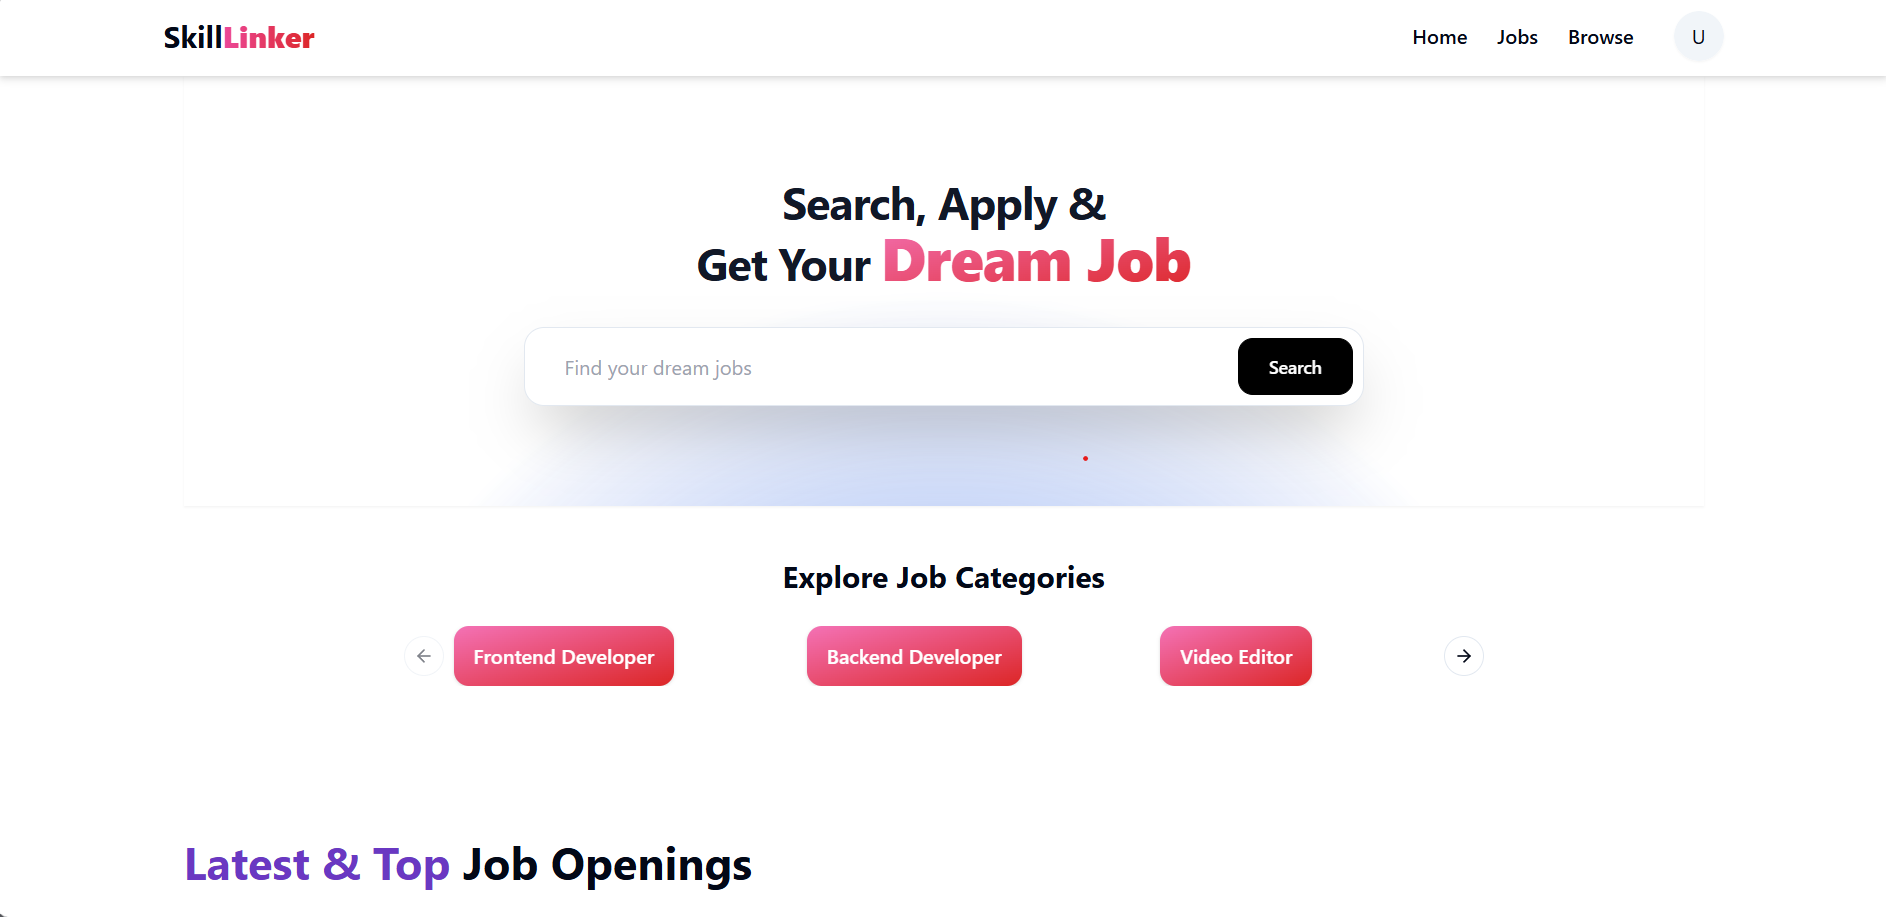 SkillLinker
Home Jobs Browse U
Search, Apply &
Get Your Dream Job
Find your dream jobs
Search
Explore Job Categories
Frontend Developer
Backend Developer
Video Editor
Latest & Top Job Openings